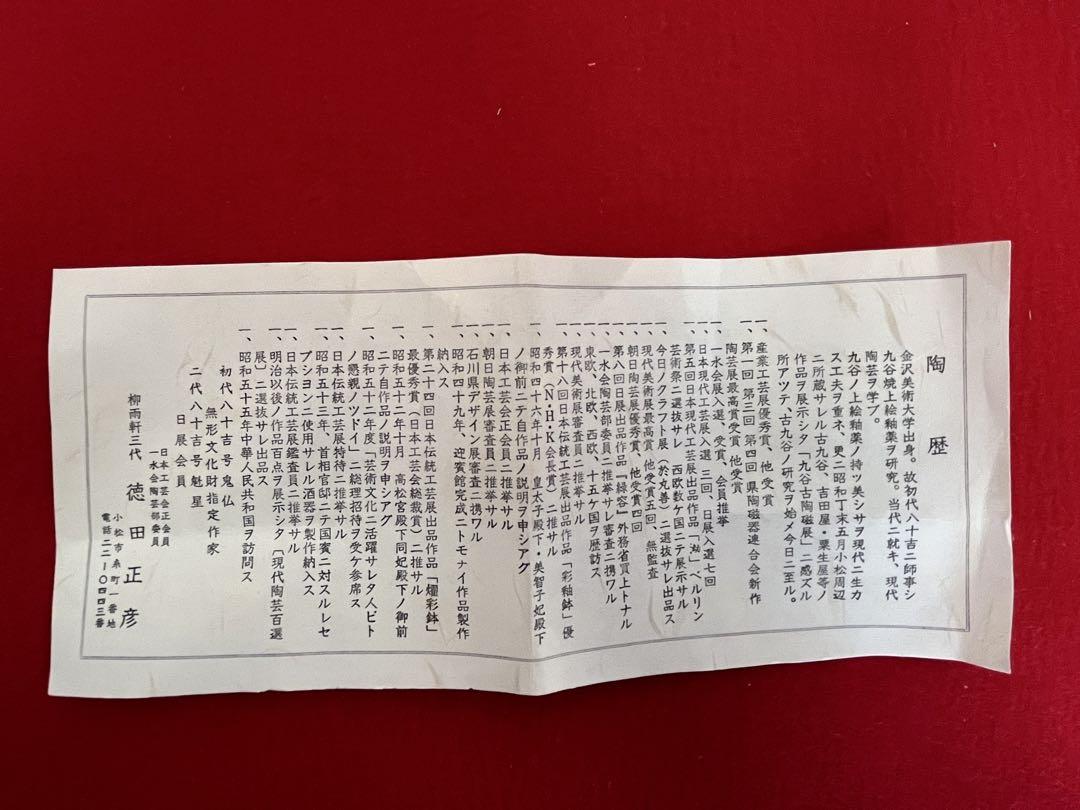 陶歴
金沢美術大学出身。故初代八十吉ニ師事シ
九谷焼上絵釉薬ヲ研究。当代ニ就キ、現代
陶芸ヲ学ブ。
九谷ノ上絵釉薬ノ持ツ美シサヲ現代ニ生カ
ス工夫ヲ重ネ、更ニ昭和丁末五月小松周辺
ニ所蔵サレル古九谷、吉田屋・粟生屋等ノ
作品ヲ展示シタ「九谷古陶磁展」ニ惑ズル
所アツテ、古九谷ノ研究ヲ始メ今日ニ至ル。
一、産業工芸展優秀賞、他受賞
一、第一回 第三回 第四回 県陶磁器連合会新作
陶芸展最高賞受賞 他受賞
一、一水会展入選、受賞、会員推挙
一、日本現代工芸展入選 三回、日展入選七回
一、第五回日本現代工芸展出品作品「𣴎」ベルリン
芸術祭ニ選抜サレ 西欧数ケ国ニテ展示サル
一、今日ノクラフト展（於丸善）ニ選抜サレ出品ス
一、現代美術展最高賞、他受賞五回、無監査
一、朝日陶芸展優秀賞、他受賞四回
一、第八回日展出品作品『緑容』外務省買上トナル
一、一水会陶芸部委員ニ推挙サレ審査ニ携ワル
一、東欧、北欧、西欧、十五ケ国ヲ歴訪ス
一、現代美術展審査員ニ推挙サル
一、第十八回日本伝統工芸展出品作品「彩釉鉢」優
秀賞（N・H・K会長賞）ニ推サル
一、昭和四十六年十月 皇太子殿下・美智子妃殿下
ノ御前ニテ自作品ノ説明ヲ申シアグ
一、日本工芸会正会員ニ推挙サル
一、朝日陶芸展審査員ニ推挙サル
一、石川県デザイン展審査ニ携ワル
一、昭和四十九年、迎賓館完成ニトモナイ作品製作
納入ス
一、第二十四回日本伝統工芸展出品作品「燿彩鉢」
最優秀賞（日本工芸会総裁賞）ニ推サル
一、昭和五十二年十月 高松宮殿下同妃殿下ノ御前
ニテ自作品ノ説明ヲ申シアグ
一、昭和五十二年度「芸術文化ニ活躍サレタ人ビト
ノ懇親ノツドイ」ニ総理招待ヲ受ケ参席ス
一、日本伝統工芸展特待ニ推挙サル
一、昭和五十三年、首相官邸ニテ国賓ニ対スルレセ
プシヨンニ使用サレル酒器ヲ製作納入ス
一、日本伝統工芸展鑑査員ニ推挙サル
一、明治以後ノ作品百点ヲ展示シタ〔現代陶芸百選
展〕ニ選抜サレ出品ス
一、昭和五十五年中華人民共和国ヲ訪問ス
初代八十吉号鬼仏
無形文化財指定作家
二代八十吉号魁星
日展会員
日本工芸会正会員
一水会陶芸部委員
柳雨軒三代 徳田正彦
小松市糸町一番地
電話二二-〇四四三番